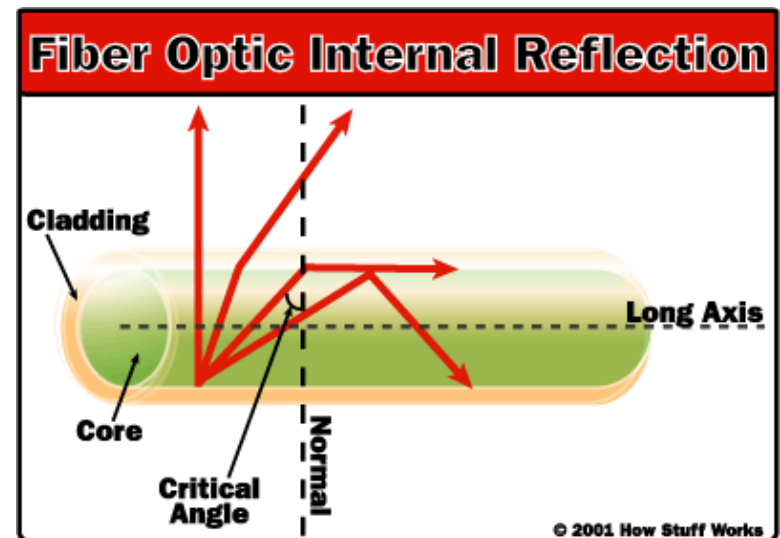 Fiber Optic Internal Reflection
Cladding
Long Axis
Core
Critical
Angle
Normal
© 2001 How Stuff Works